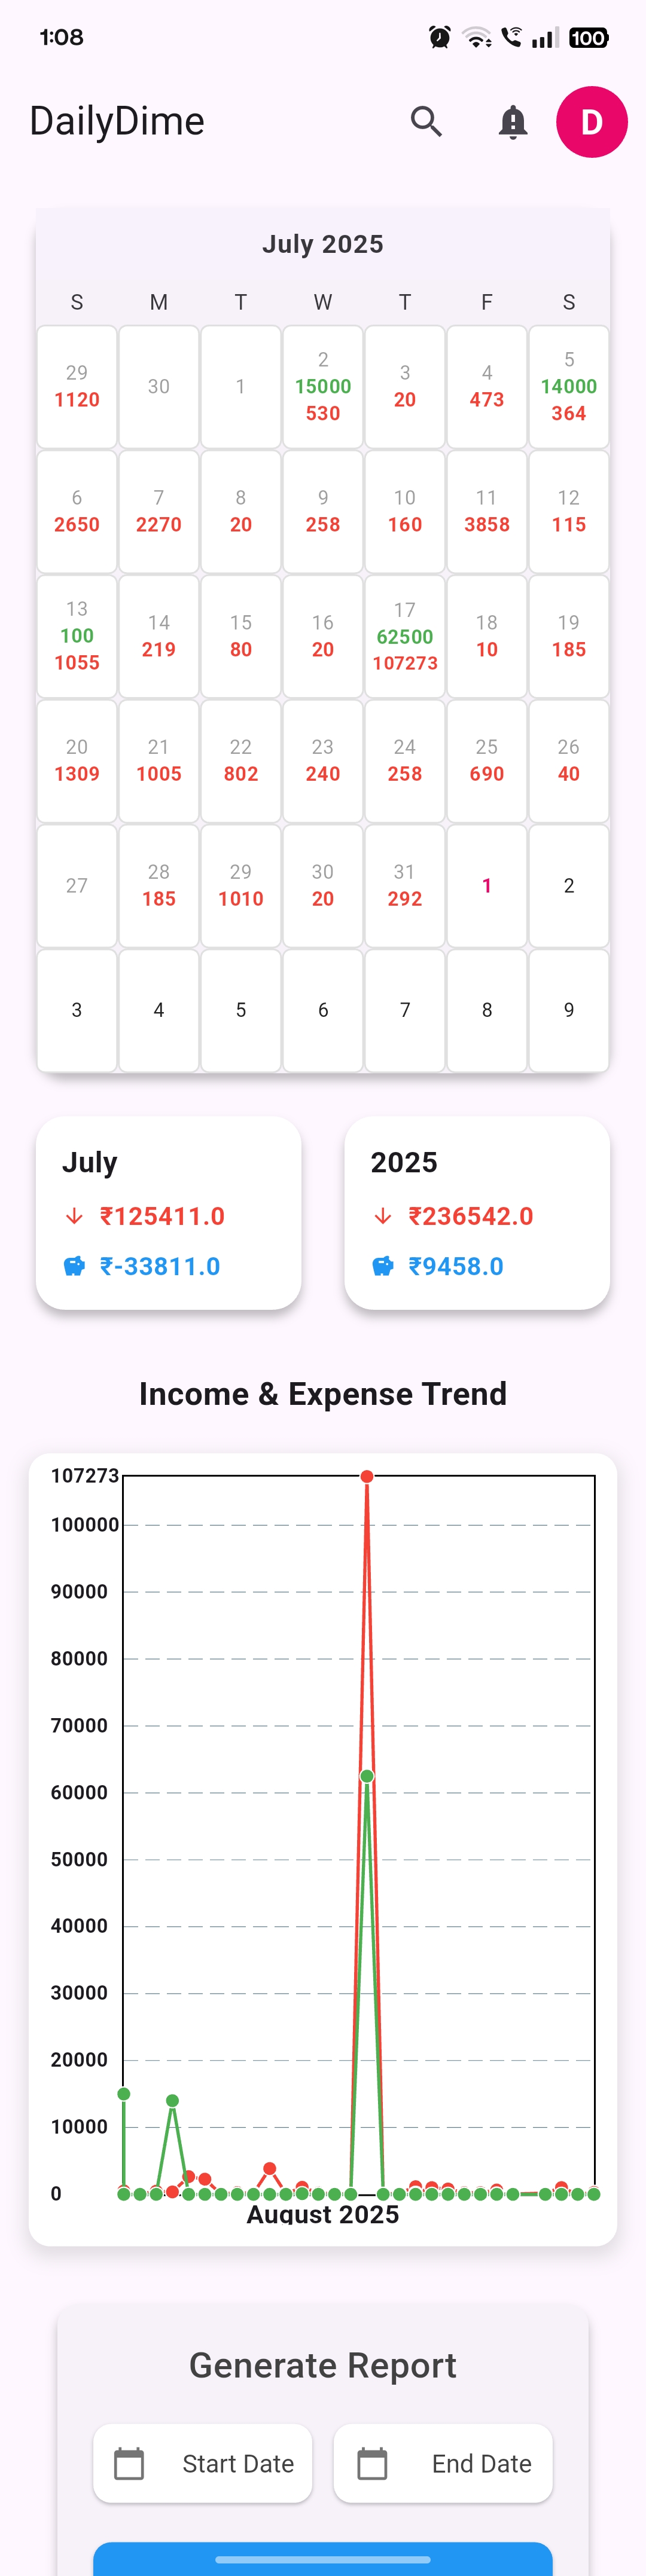 1:08
100
DailyDime
D
July 2025
S M T W T F S
29 30 1 2 3 4 5
1120 15000 530 20 473 14000 364
6 7 8 9 10 11 12
2650 2270 20 258 160 3858 115
13 14 15 16 17 18 19
100 1055 219 80 20 62500 107273 10 185
20 21 22 23 24 25 26
1309 1005 802 240 258 690 40
27 28 29 30 31 1 2
185 1010 20 292
3 4 5 6 7 8 9
July
₹125411.0
₹-33811.0
2025
₹236542.0
₹9458.0
Income & Expense Trend
107273
100000
90000
80000
70000
60000
50000
40000
30000
20000
10000
0
August 2025
Generate Report
Start Date
End Date